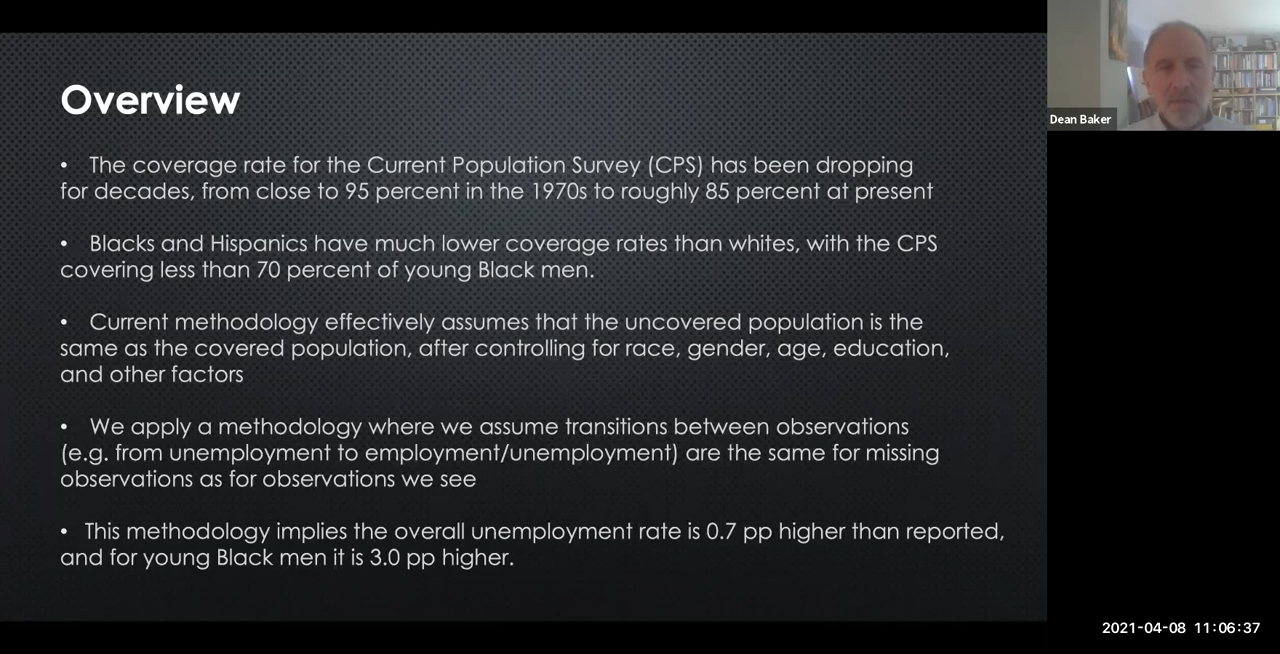 Overview
• The coverage rate for the Current Population Survey (CPS) has been dropping
for decades, from close to 95 percent in the 1970s to roughly 85 percent at present
• Blacks and Hispanics have much lower coverage rates than whites, with the CPS
covering less than 70 percent of young Black men.
• Current methodology effectively assumes that the uncovered population is the
same as the covered population, after controlling for race, gender, age, education,
and other factors
• We apply a methodology where we assume transitions between observations
(e.g. from unemployment to employment/unemployment) are the same for missing
observations as for observations we see
• This methodology implies the overall unemployment rate is 0.7 pp higher than reported,
and for young Black men it is 3.0 pp higher.
Dean Baker
2021-04-08 11:06:37